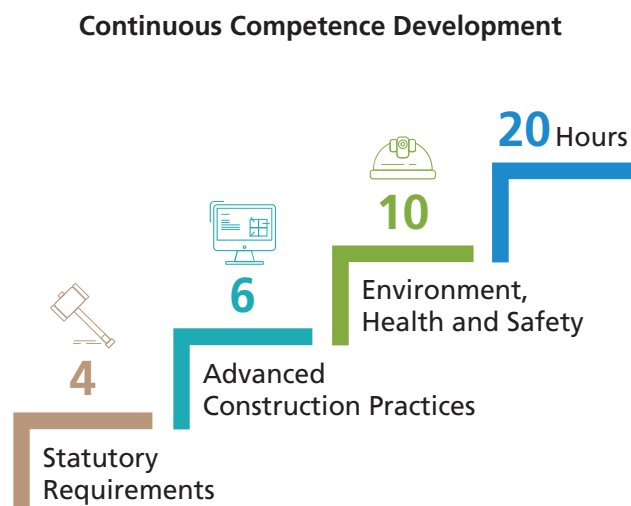 Continuous Competence Development
20 Hours
10
Environment,
Health and Safety
6
Advanced
Construction Practices
4
Statutory
Requirements